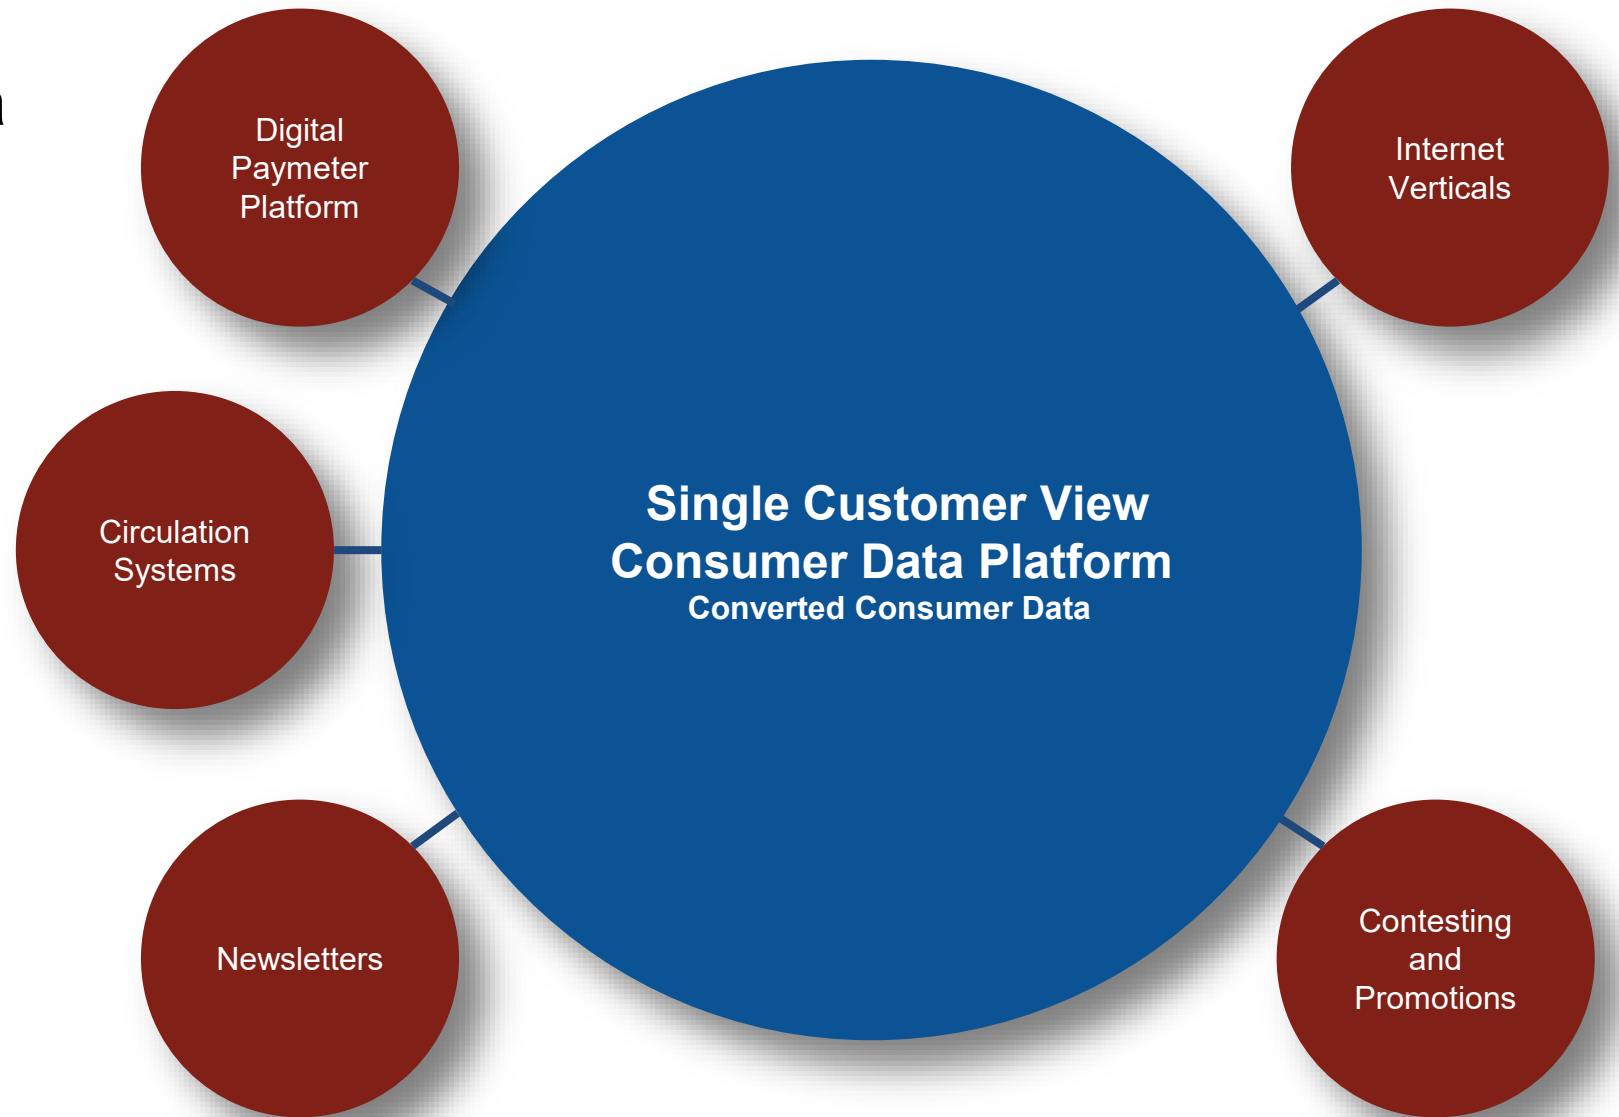 Digital
Paymeter
Platform
Internet
Verticals
Circulation
Systems
Single Customer View
Consumer Data Platform
Converted Consumer Data
Newsletters
Contesting
and
Promotions